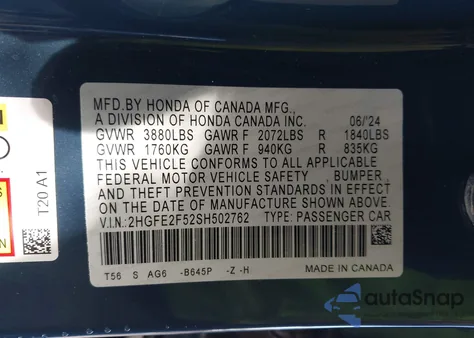 MFD.BY HONDA OF CANADA MFG.,
A DIVISION OF HONDA CANADA INC. 06/'24
GVWR 3880LBS GAWR F 2072LBS R 1840LBS
GVWR 1760KG GAWR F 940KG R 835KG
THIS VEHICLE CONFORMS TO ALL APPLICABLE
FEDERAL MOTOR VEHICLE SAFETY , BUMPER ,
AND THEFT PREVENTION STANDARDS IN EFFECT
ON THE DATE OF MANUFACTURE SHOWN ABOVE.
V.I.N.:2HGFE2F52SH502762 TYPE: PASSENGER CAR
T56 S AG6 -B645P -Z -H MADE IN CANADA
T20 A1
autoSnap